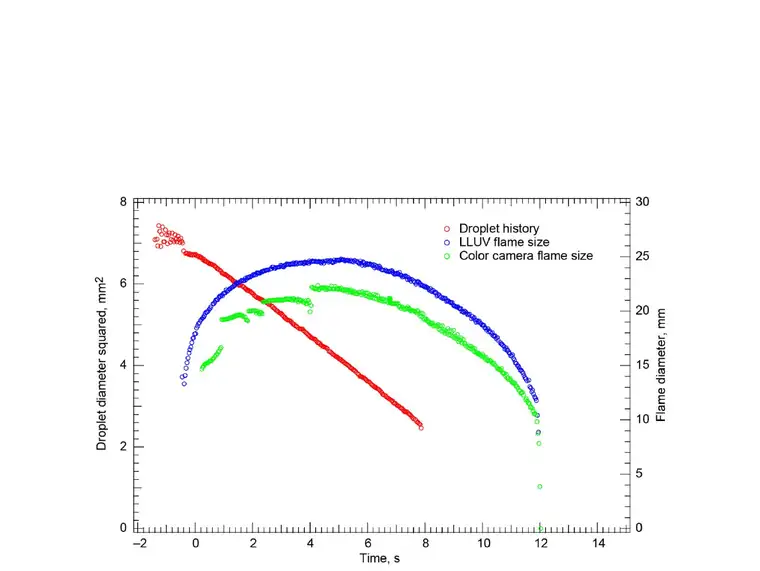 8
6
4
2
0
Droplet diameter squared, mm2
30
25
20
15
10
5
0
Flame diameter, mm
Droplet history
LLUV flame size
Color camera flame size
−2 0 2 4 6 8 10 12 14
Time, s